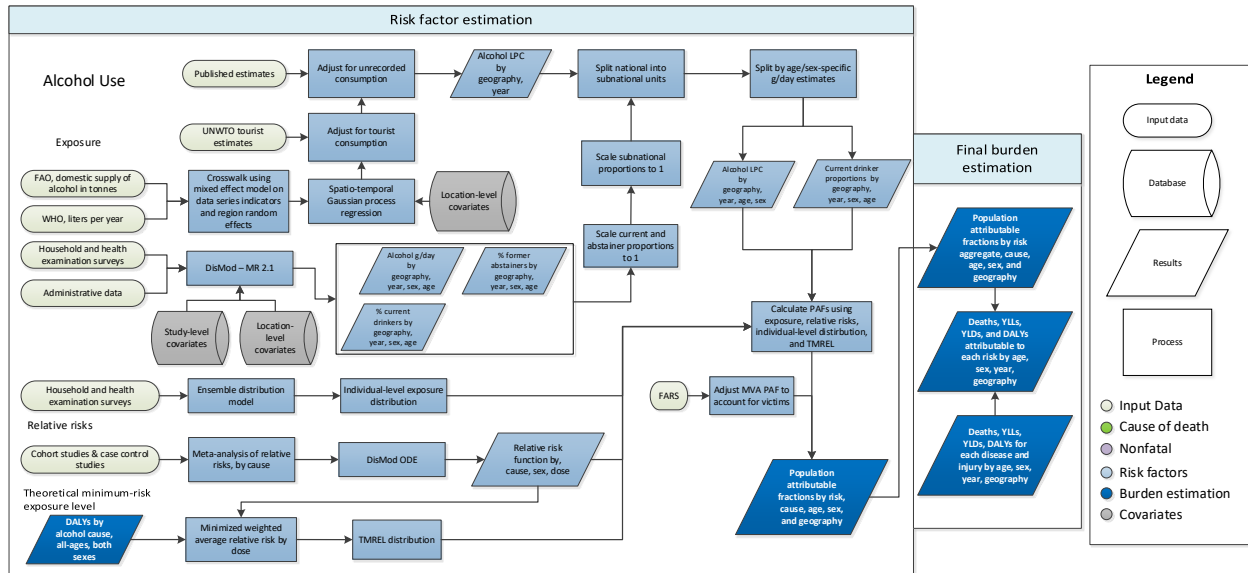 Risk factor estimation
Alcohol Use
Exposure
Published estimates
Adjust for unrecorded
consumption
Alcohol LPC
by
geography,
year
Split national into
subnational units
Split by age/sex-specific
g/day estimates
UNWTO tourist
estimates
Adjust for tourist
consumption
FAO, domestic supply of
alcohol in tonnes
WHO, liters per year
Crosswalk using
mixed effect model on
data series indicators
and region random
effects
Spatio-temporal
Gaussian process
regression
Location-level
covariates
Scale subnational
proportions to 1
Scale current and
abstainer proportions
to 1
Alcohol LPC
by geography,
year, age, sex
Current drinker
proportions by
geography,
year, sex, age
Household and health
examination surveys
Administrative data
DisMod – MR 2.1
Study-level
covariates
Location-
level
covariates
Alcohol g/day
by
geography,
year, sex, age
% former
abstainers by
geography,
year, sex, age
% current
drinkers by
geography,
year, sex, age
Calculate PAFs using
exposure, relative risks,
individual-level distribution,
and TMREL
Household and health
examination surveys
Ensemble distribution
model
Individual-level exposure
distribution
FARS
Adjust MVA PAF to
account for victims
Relative risks
Cohort studies & case control
studies
Meta-analysis of
relative risks, by cause
DisMod ODE
Relative risk
function by,
cause, sex, dose
Population
attributable
fractions by risk,
cause, age, sex,
and geography
Theoretical minimum-risk
exposure level
DALYs by
alcohol cause,
all-ages, both
sexes
Minimized weighted
average relative risk by
dose
TMREL distribution
Final burden
estimation
Population
attributable
fractions by risk
aggregate, cause,
age, sex, and
geography
Deaths, YLLs,
YLDs, and DALYs
attributable to
each risk by age,
sex, year,
geography
Deaths, YLLs,
YLDs, DALYs for
each disease and
injury by age, sex,
year, geography
Legend
Input data
Database
Results
Process
Input Data
Cause of death
Nonfatal
Risk factors
Burden estimation
Covariates